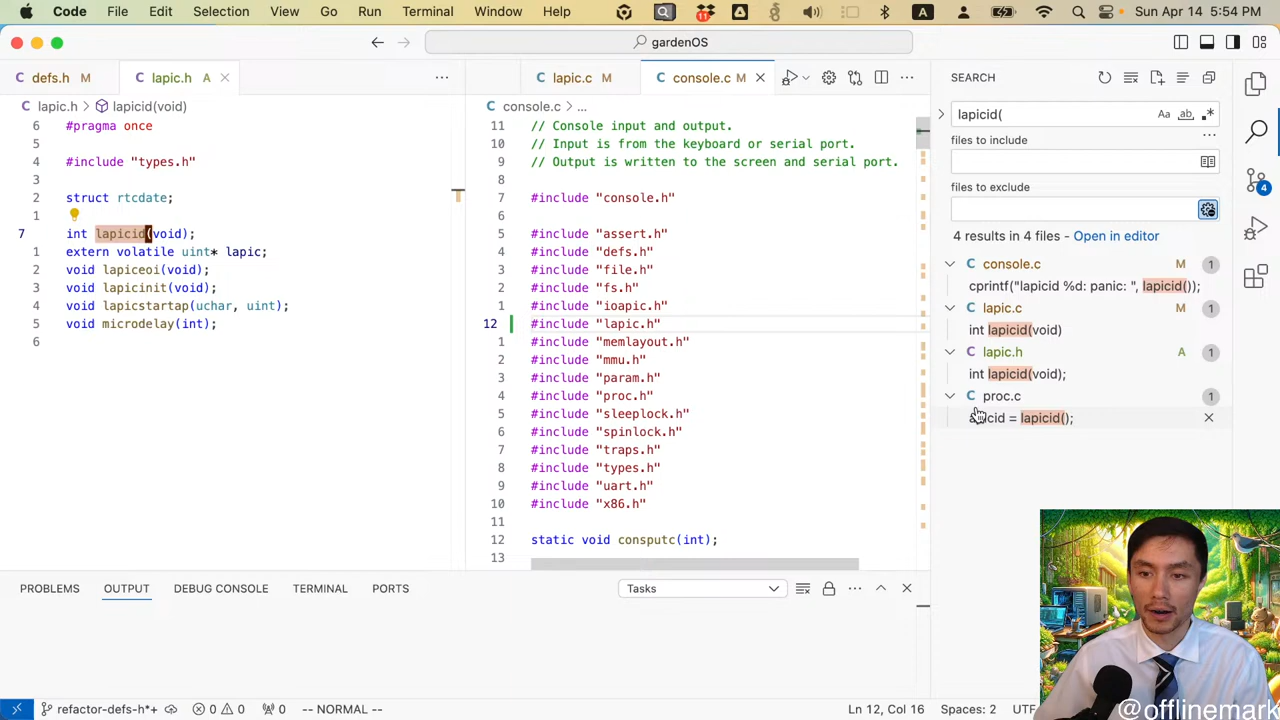 Code File Edit Selection View Go Run Terminal Window Help A Sun Apr 14 5:54 PM
gardenOS
defs.h M lapic.h A
lapic.c M console.c M
SEARCH
lapic.h > lapicid(void)
console.c > ...
6 #pragma once
5
4 #include "types.h"
3
2 struct rtcdate;
1
7 int lapicid(void);
1 extern volatile uint* lapic;
2 void lapiceoi(void);
3 void lapicinit(void);
4 void lapicstartap(uchar, uint);
5 void microdelay(int);
6
11 // Console input and output.
10 // Input is from the keyboard or serial port.
9 // Output is written to the screen and serial port.
8
7 #include "console.h"
6
5 #include "assert.h"
4 #include "defs.h"
3 #include "file.h"
2 #include "fs.h"
1 #include "ioapic.h"
12 #include "lapic.h"
1 #include "memlayout.h"
2 #include "mmu.h"
3 #include "param.h"
4 #include "proc.h"
5 #include "sleeplock.h"
6 #include "spinlock.h"
7 #include "traps.h"
8 #include "types.h"
9 #include "uart.h"
10 #include "x86.h"
11
12 static void consputc(int);
13
lapicid( Aa ab .*
files to include
files to exclude
4 results in 4 files - Open in editor
C console.c M 1
cprintf("lapicid %d: panic: ", lapicid());
C lapic.c M 1
int lapicid(void)
C lapic.h A 1
int lapicid(void);
C proc.c 1
= lapicid();
4
PROBLEMS OUTPUT DEBUG CONSOLE TERMINAL PORTS
Tasks
refactor-defs-h*+ 0 0 0 -- NORMAL -- Ln 12, Col 16 Spaces: 2 UTF
@offlinemark